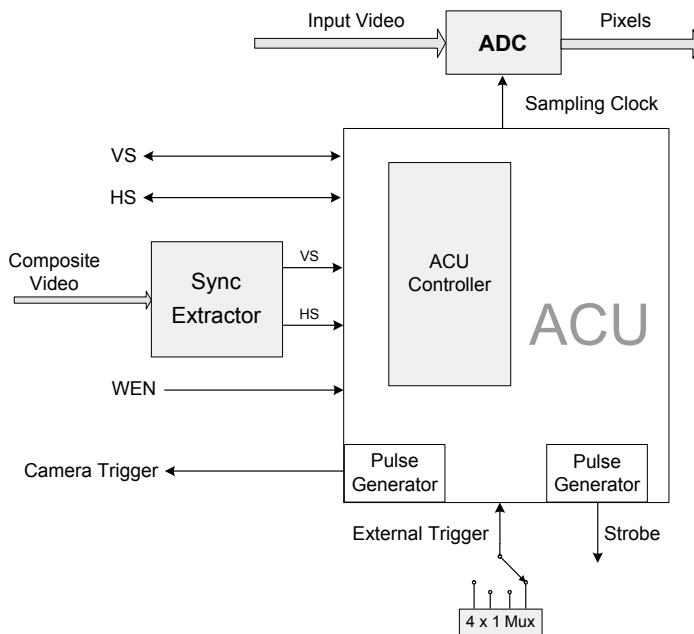 Input Video
ADC
Pixels
Sampling Clock
VS
HS
Composite
Video
Sync
Extractor
VS
HS
ACU
Controller
ACU
WEN
Camera Trigger
Pulse
Generator
Pulse
Generator
External Trigger
Strobe
4 x 1 Mux